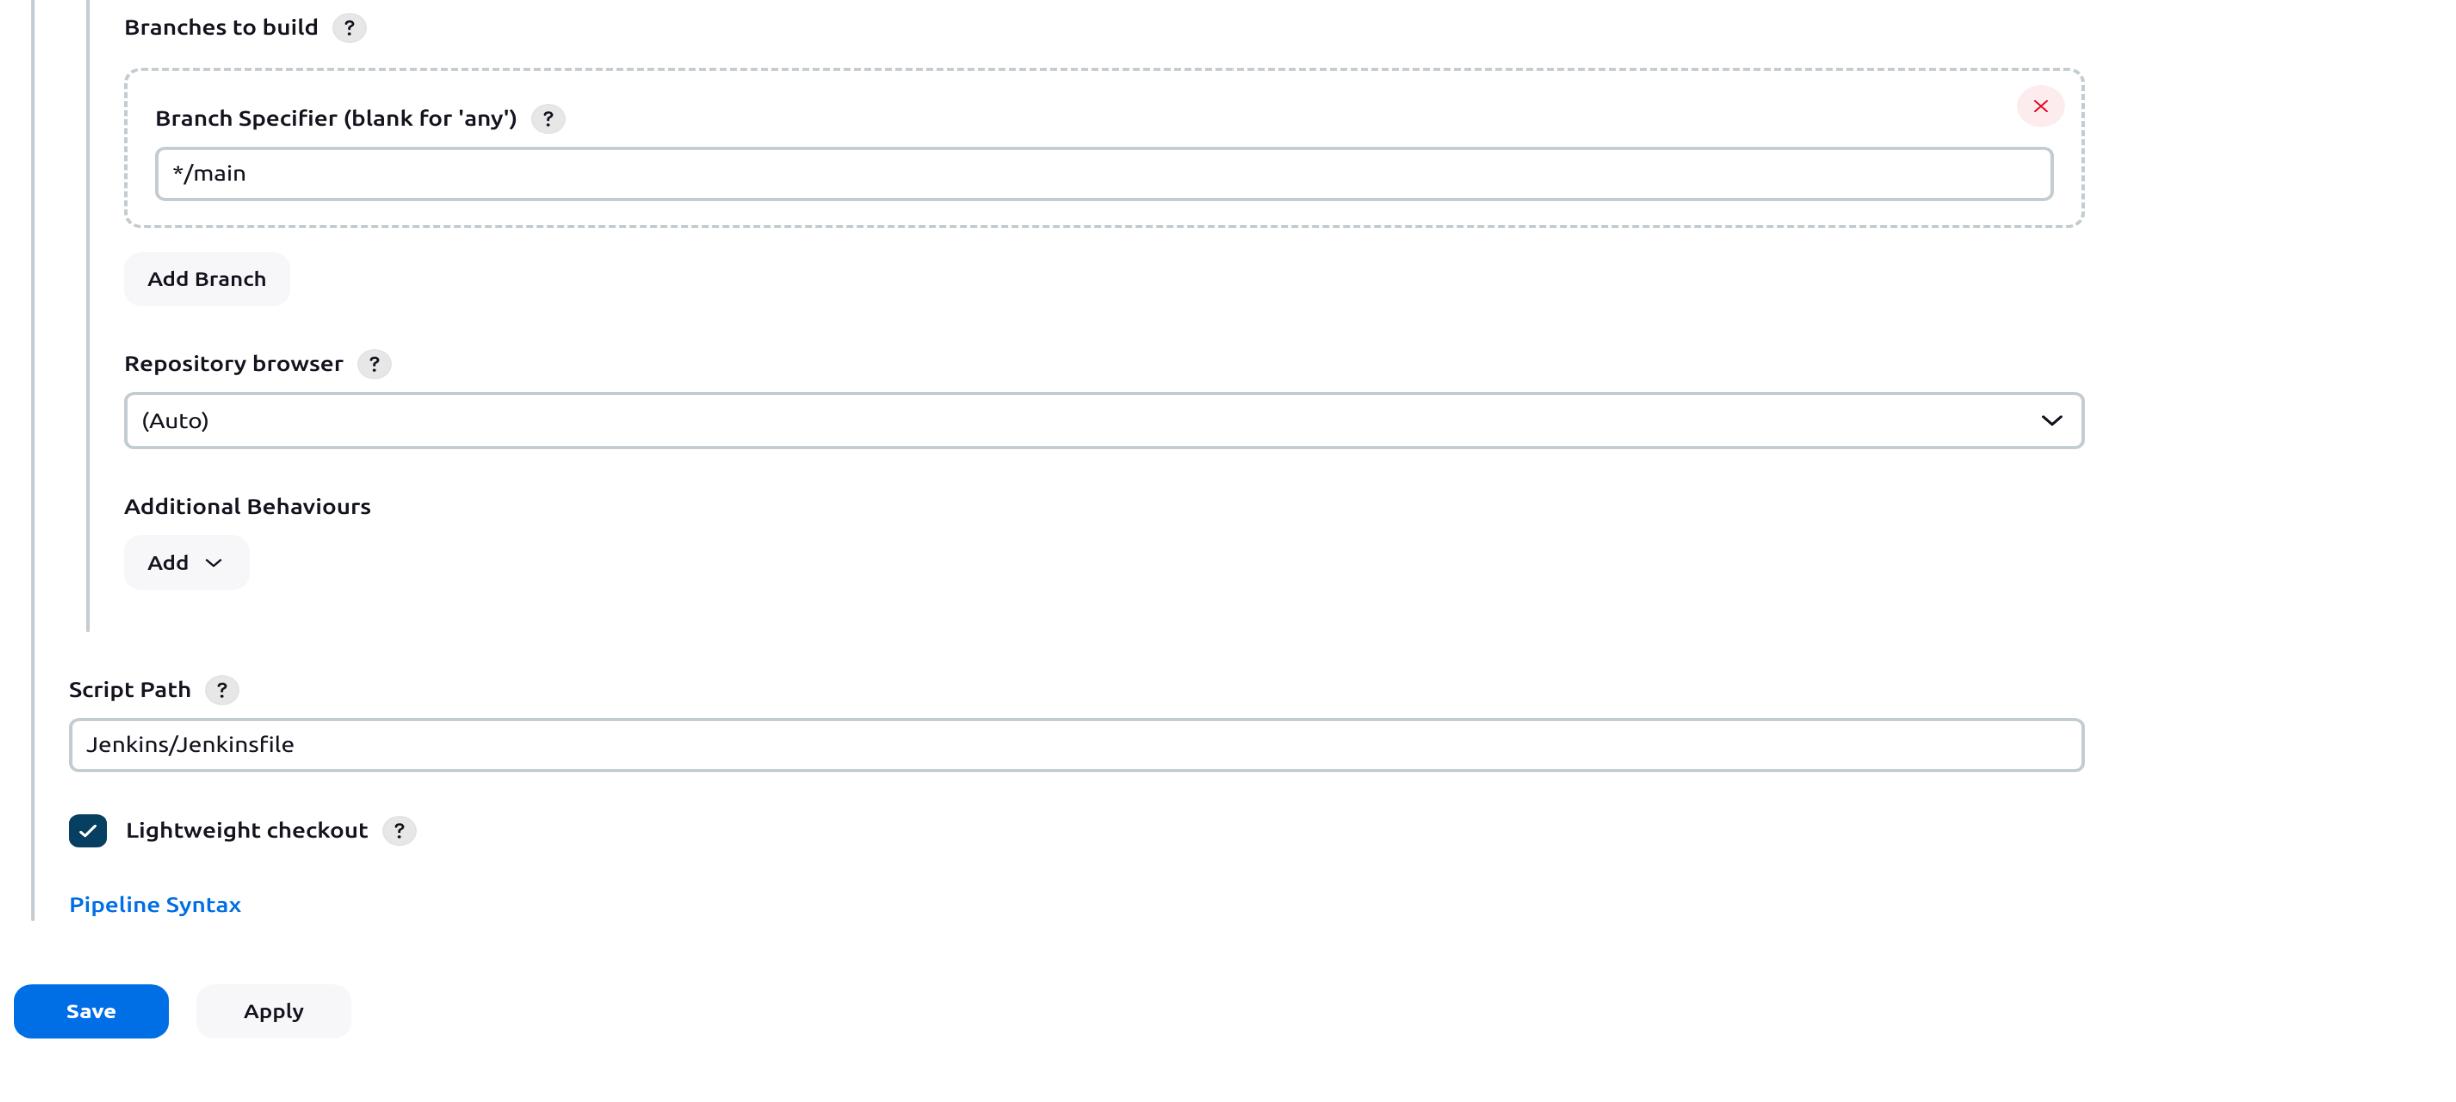 Branches to build ?
Branch Specifier (blank for 'any') ?
*/main
Add Branch
Repository browser ?
(Auto)
Additional Behaviours
Add
Script Path ?
Jenkins/Jenkinsfile
Lightweight checkout ?
Pipeline Syntax
Save Apply